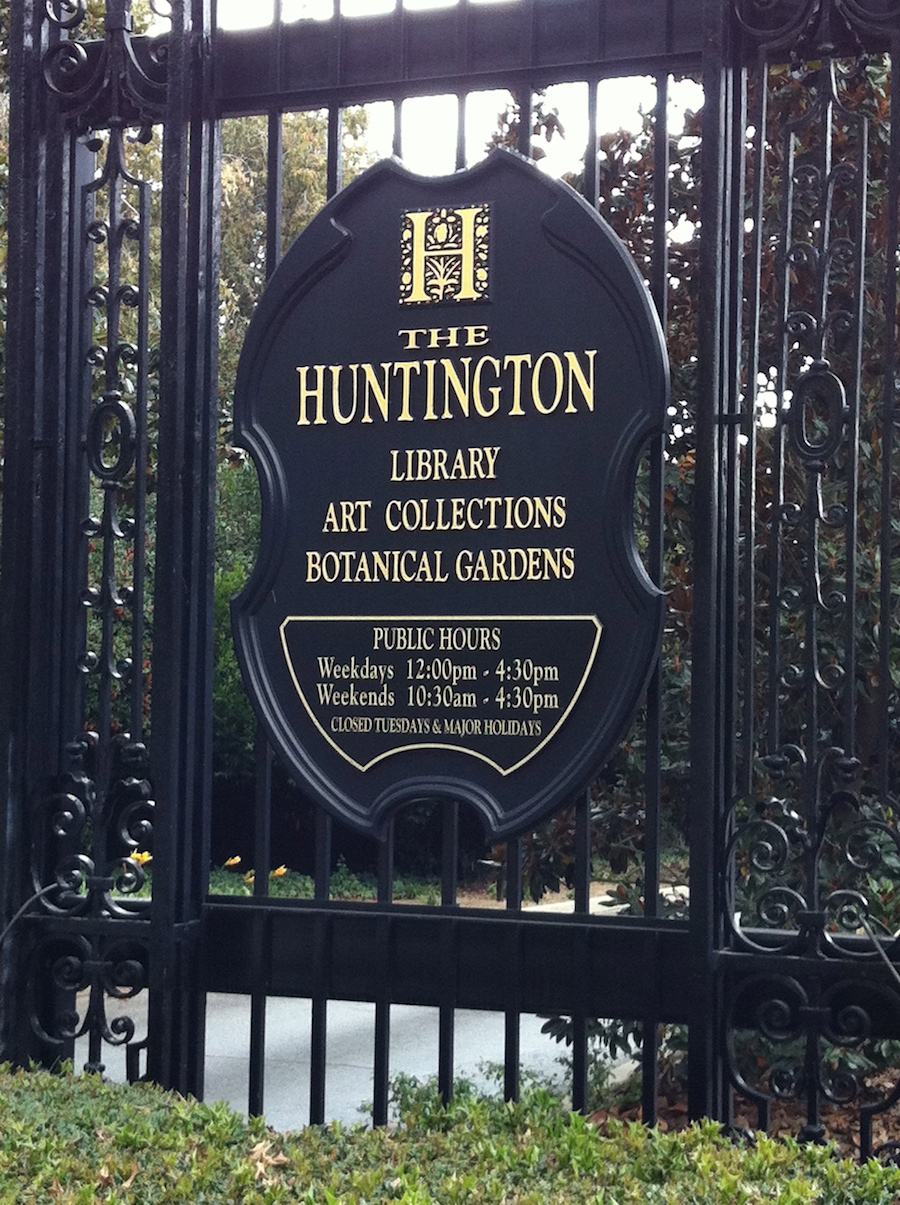 H
THE
HUNTINGTON
LIBRARY
ART COLLECTIONS
BOTANICAL GARDENS
PUBLIC HOURS
Weekdays 12:00pm - 4:30pm
Weekends 10:30am - 4:30pm
CLOSED TUESDAYS & MAJOR HOLIDAYS